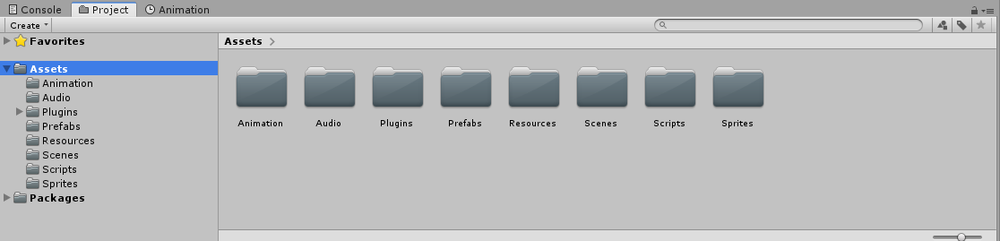 Console Project Animation
Create
Favorites
Assets
Animation
Audio
Plugins
Prefabs
Resources
Scenes
Scripts
Sprites
Packages
Assets
Animation Audio Plugins Prefabs Resources Scenes Scripts Sprites